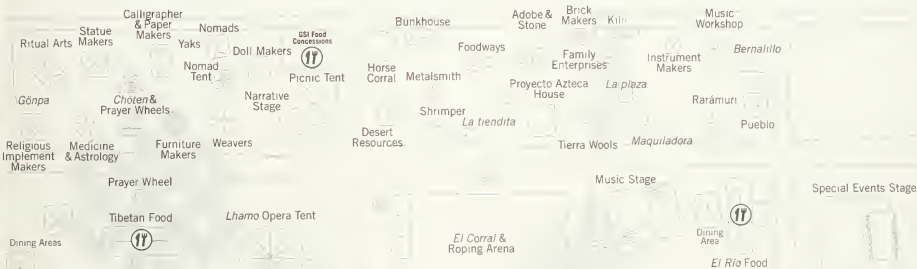 Calligrapher
& Paper
Makers
Statue
Makers
Ritual Arts
Nomads
Yaks
Doll Makers
GSI Food
Concessions
Nomad
Tent
Picnic Tent
Gönpa
Chöten &
Prayer Wheels
Narrative
Stage
Religious
Implement
Makers
Medicine
& Astrology
Furniture
Makers
Weavers
Prayer Wheel
Tibetan Food
Lhamo Opera Tent
Dining Areas
Bunkhouse
Adobe &
Stone
Brick
Makers
Kiln
Music
Workshop
Foodways
Family
Enterprises
Instrument
Makers
Bernalillo
Horse
Corral
Metalsmith
Proyecto Azteca
House
La plaza
Rarámuri
Shrimper
La tiendita
Pueblo
Desert
Resources
Tierra Wools
Maquiladora
Music Stage
Special Events Stage
El Corral &
Roping Arena
Dining
Area
El Río Food